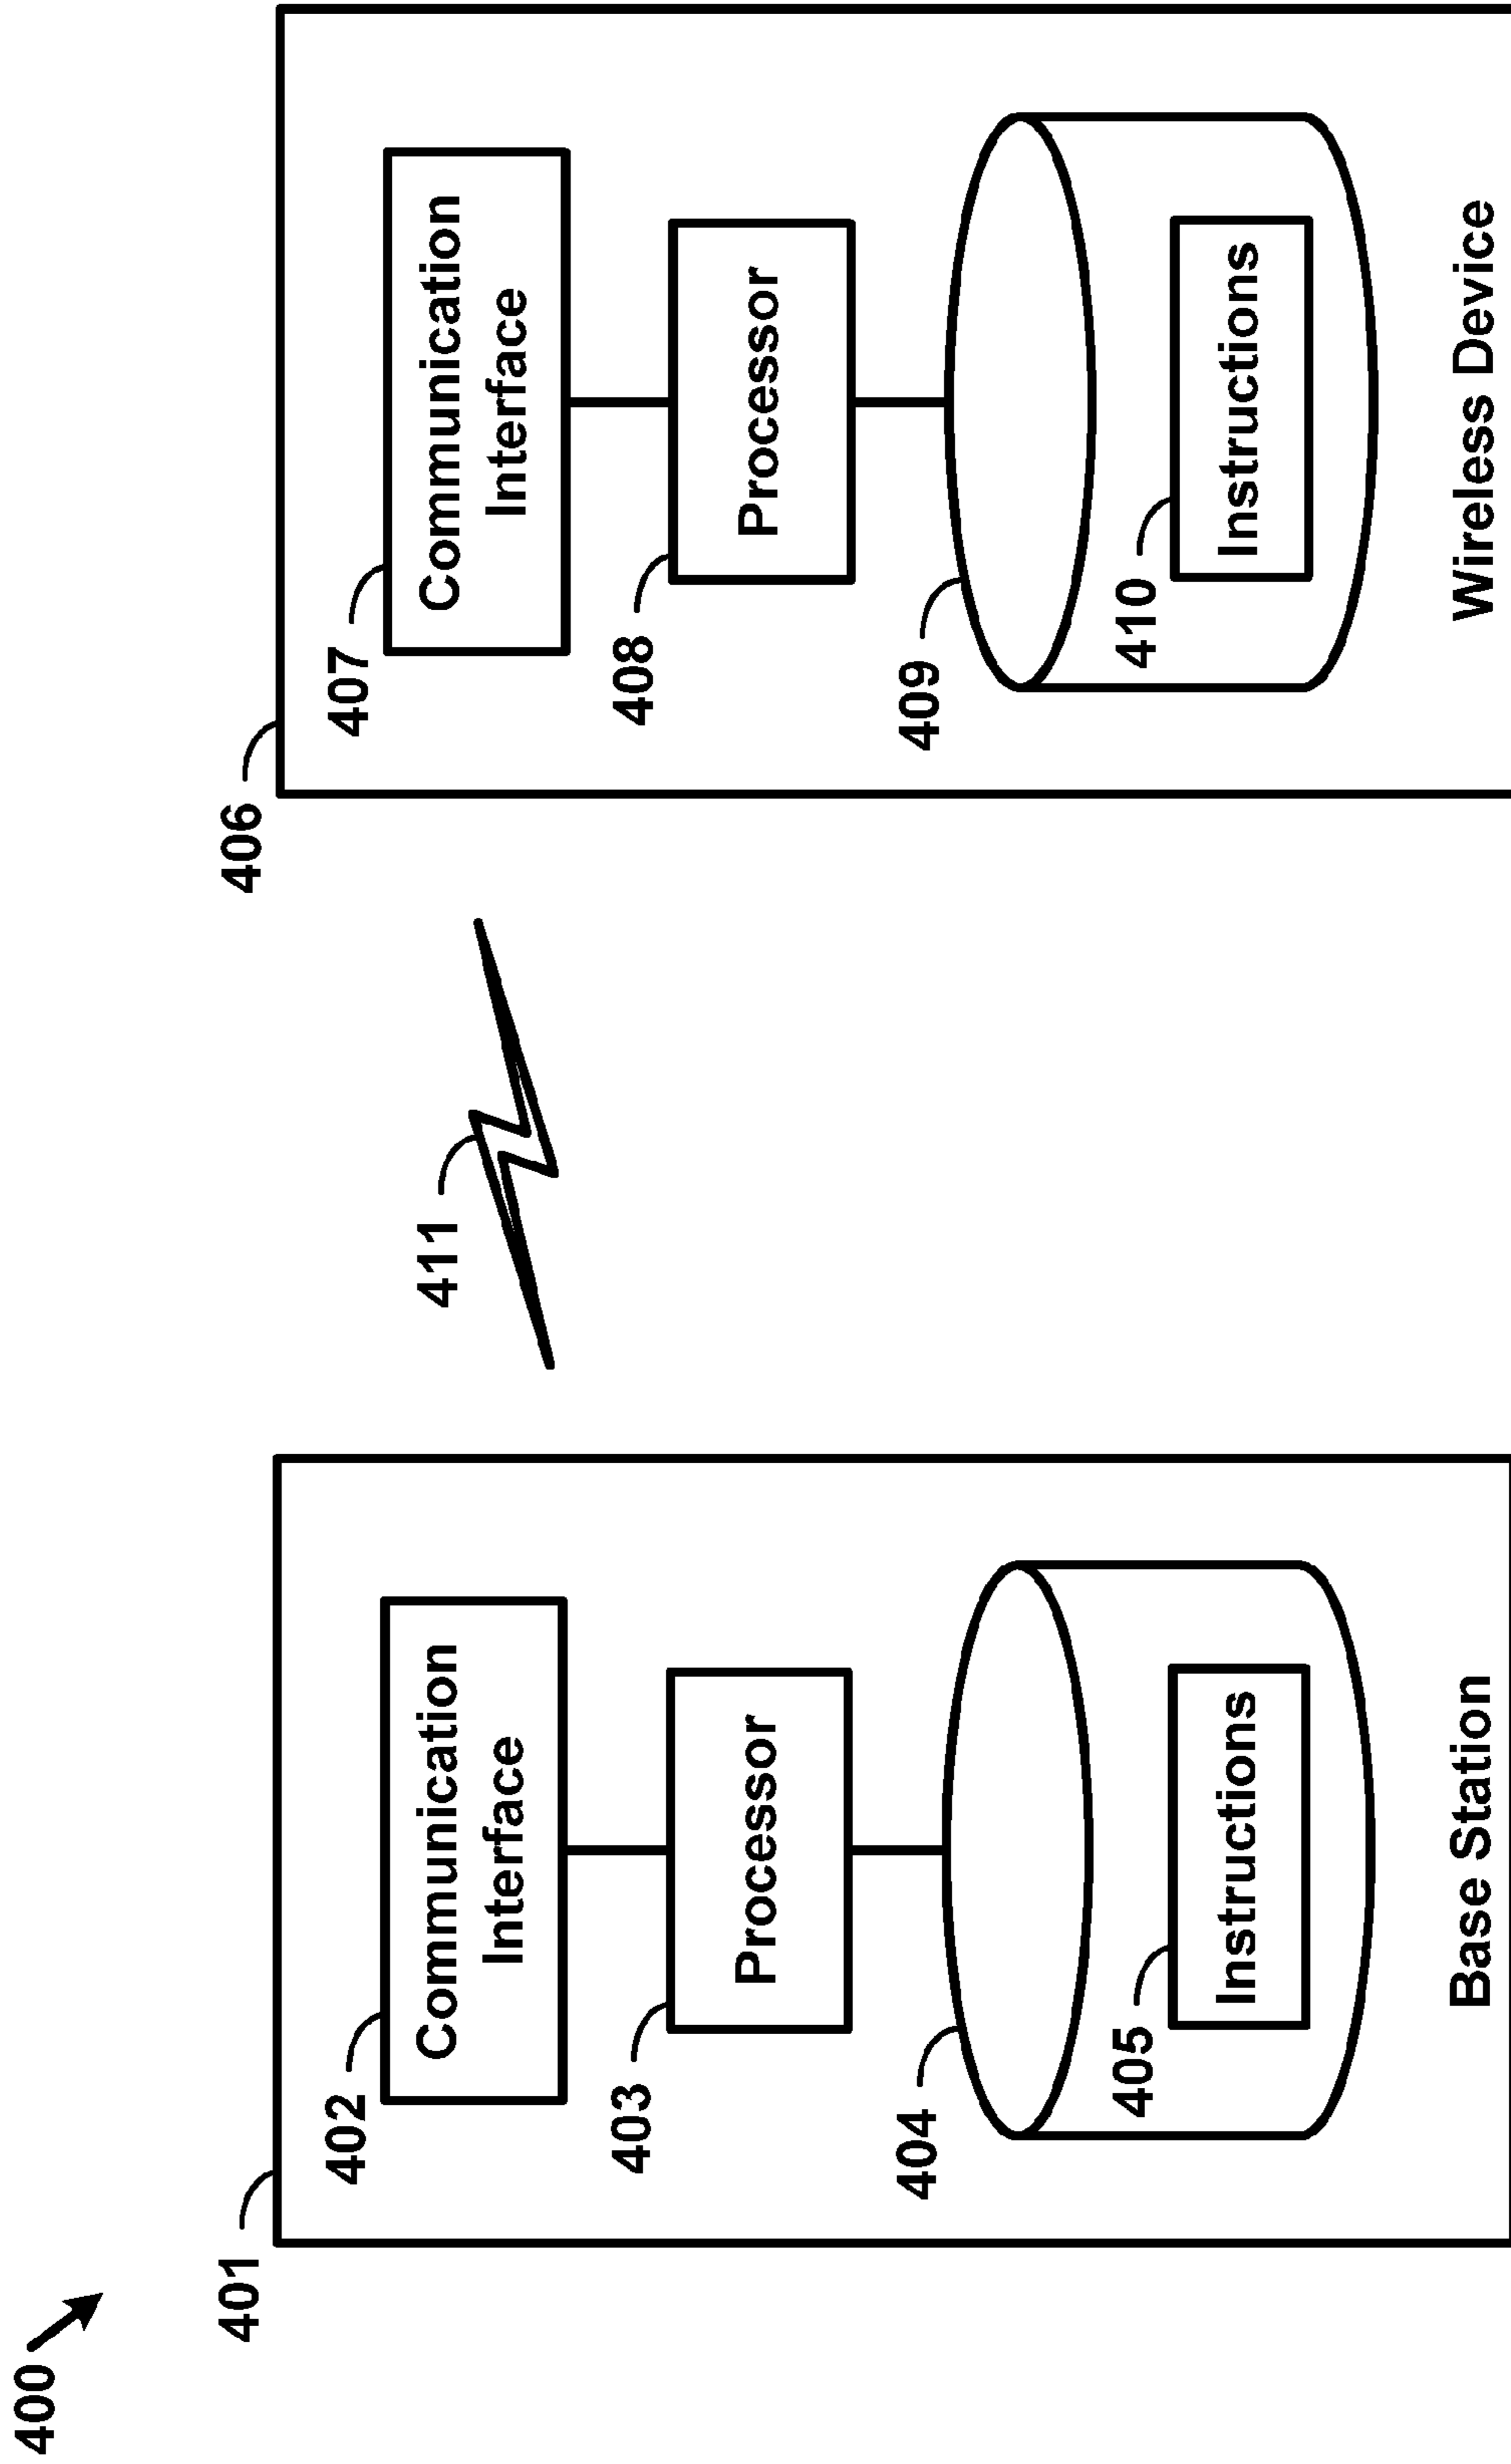 400
401
402
Communication
Interface
403
Processor
404
405
Instructions
Base Station
411
406
407
Communication
Interface
408
Processor
409
410
Instructions
Wireless Device